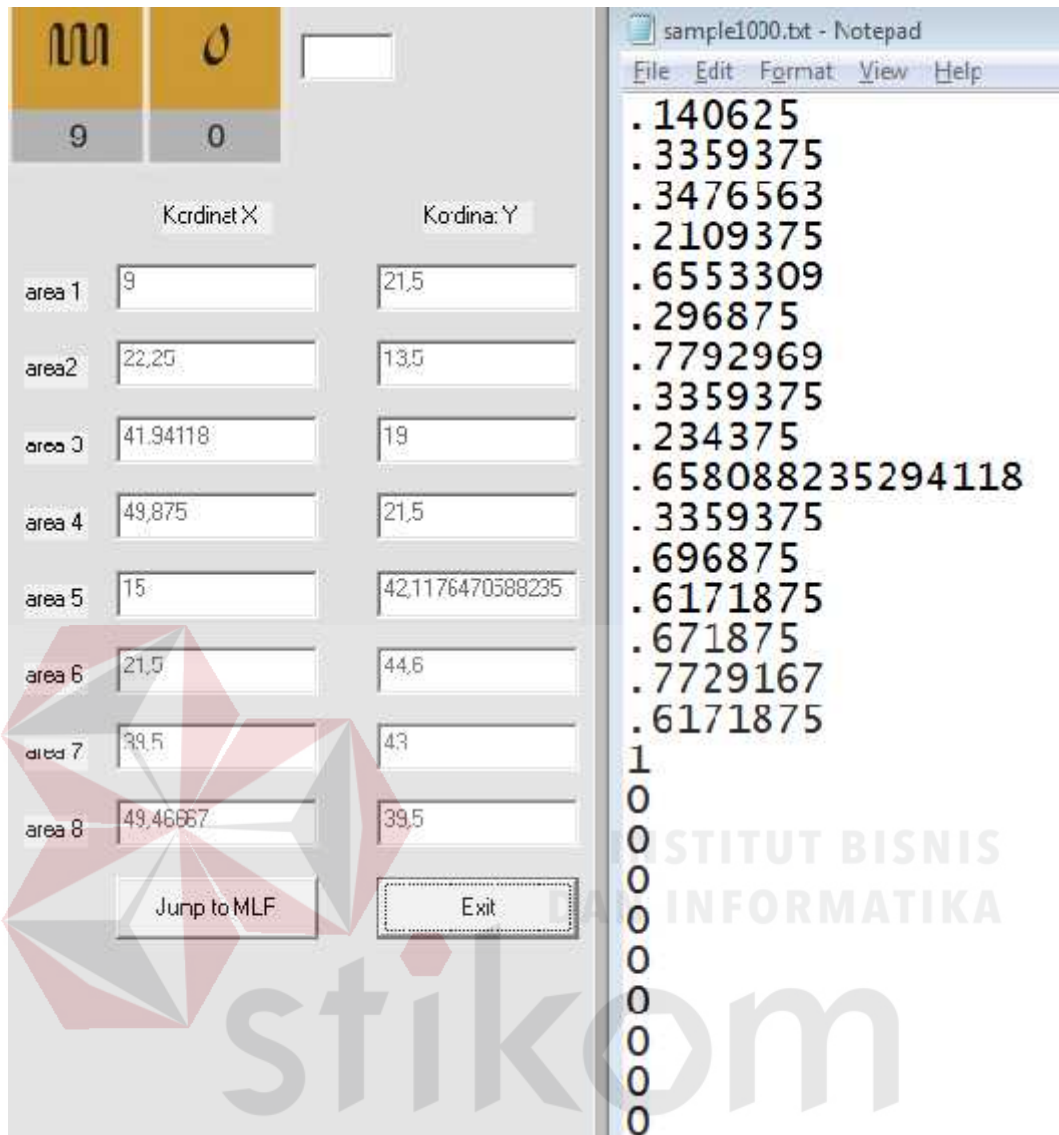 9 0
Kordinat X Kordinat Y
area 1 9 21,5
area2 22,25 13,5
area 3 41,94118 19
area 4 49,875 21,5
area 5 15 42,1176470588235
area 6 21,5 44,6
area 7 39,5 43
area 8 49,46667 39,5
Jump to MLF Exit
sample1000.txt - Notepad
File Edit Format View Help
.140625
.3359375
.3476563
.2109375
.6553309
.296875
.7792969
.3359375
.234375
.658088235294118
.3359375
.696875
.6171875
.671875
.7729167
.6171875
1
0
0
0
0
0
0
0
0
0
INSTITUT BISNIS
DAN INFORMATIKA
stikom